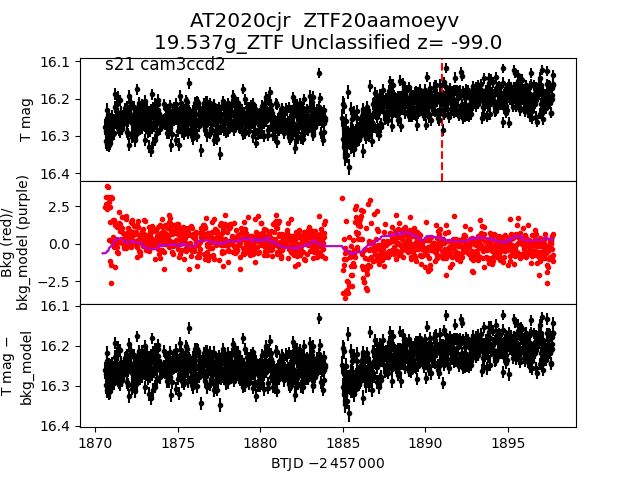 AT2020cjr ZTF20aamoeyv
19.537g_ZTF Unclassified z= -99.0
s21 cam3ccd2
16.1
16.2
16.3
16.4
T mag
2.5
0.0
−2.5
Bkg (red)/
bkg_model (purple)
16.1
16.2
16.3
16.4
T mag −
bkg_model
1870 1875 1880 1885 1890 1895
BTJD −2 457 000